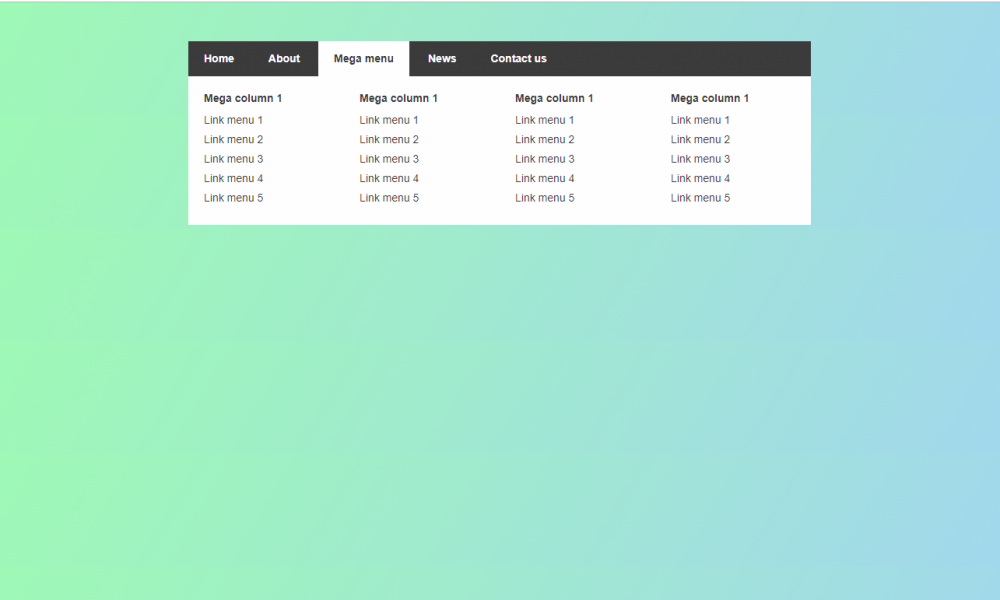 Home About Mega menu News Contact us
Mega column 1 Mega column 1 Mega column 1 Mega column 1
Link menu 1 Link menu 1 Link menu 1 Link menu 1
Link menu 2 Link menu 2 Link menu 2 Link menu 2
Link menu 3 Link menu 3 Link menu 3 Link menu 3
Link menu 4 Link menu 4 Link menu 4 Link menu 4
Link menu 5 Link menu 5 Link menu 5 Link menu 5